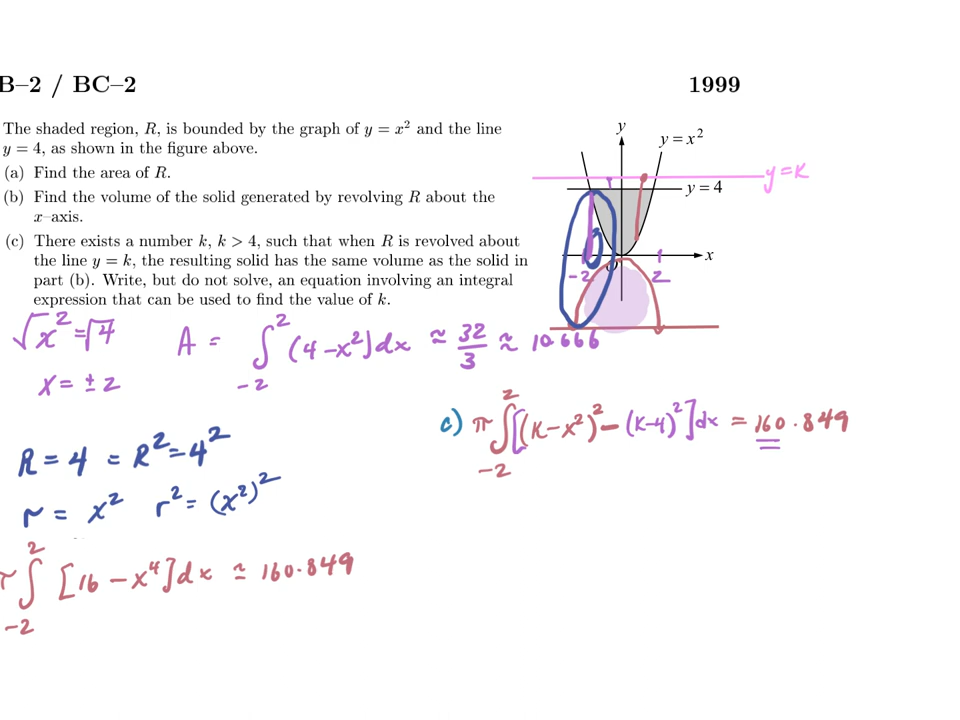 B–2 / BC–2
1999
The shaded region, R, is bounded by the graph of y = x² and the line
y = 4, as shown in the figure above.
(a) Find the area of R.
(b) Find the volume of the solid generated by revolving R about the
x–axis.
(c) There exists a number k, k > 4, such that when R is revolved about
the line y = k, the resulting solid has the same volume as the solid in
part (b). Write, but do not solve, an equation involving an integral
expression that can be used to find the value of k.
y
y = x²
y = K
y = 4
x
-2
O
2
√x² = √4
x = ± 2
A = ∫₋₂² (4 - x²) dx ≈ 32/3 ≈ 10.666
c) π ∫₋₂² [(K - x²)² - (K - 4)²] dx = 160.849
R = 4 = R² = 4²
r = x² r² = (x²)²
π ∫₋₂² [16 - x⁴] dx ≃ 160.849